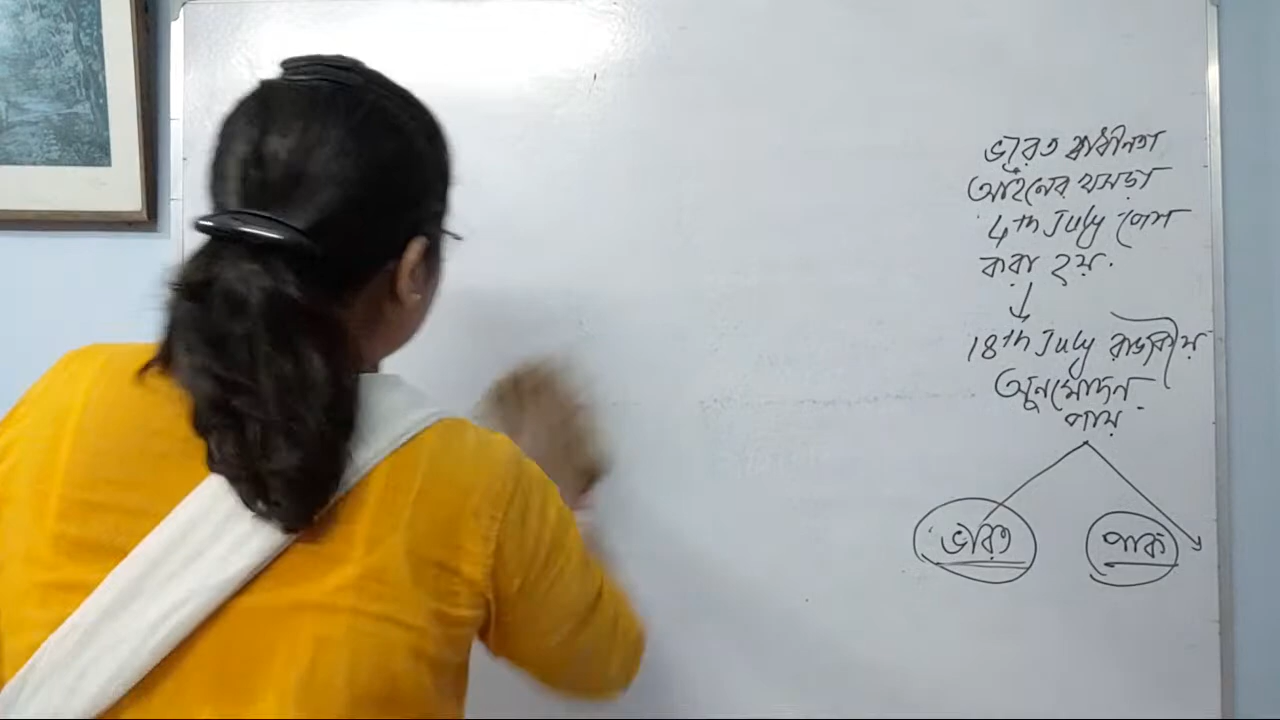 ভারত স্বাধীনতা
আইনের খসড়া
4th July পেশ
করা হয়.
18th July রাজকীয়
অনুমোদন
পায়
ভারত
পাক